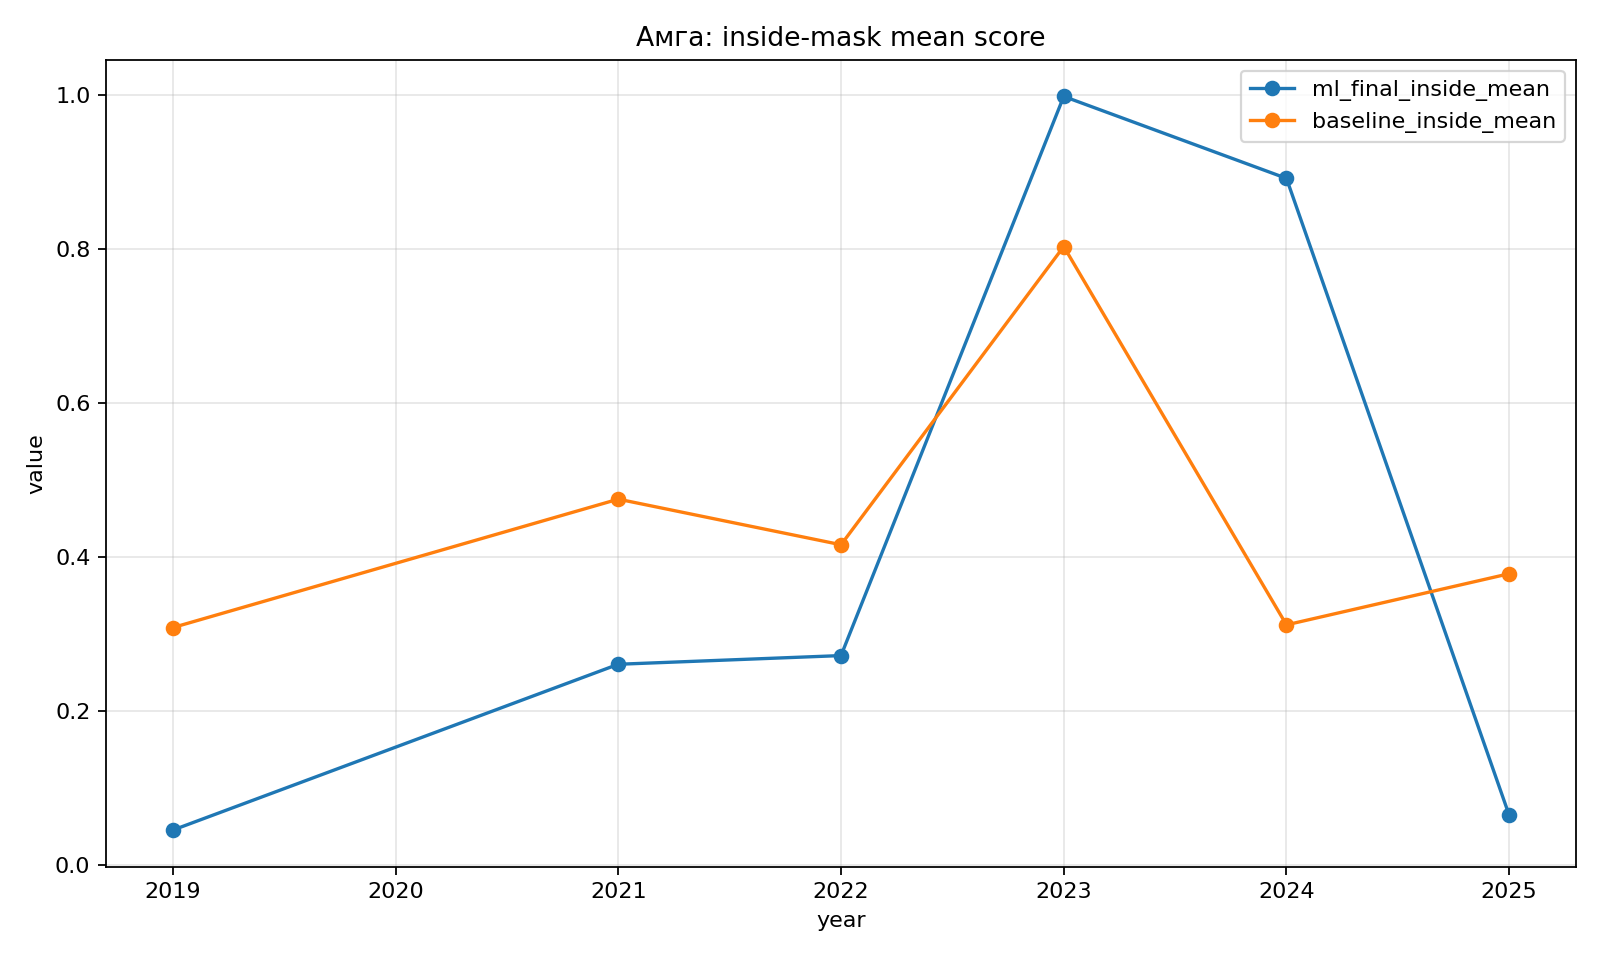 Амга: inside-mask mean score
ml_final_inside_mean
baseline_inside_mean
1.0
0.8
0.6
0.4
0.2
0.0
value
2019 2020 2021 2022 2023 2024 2025
year